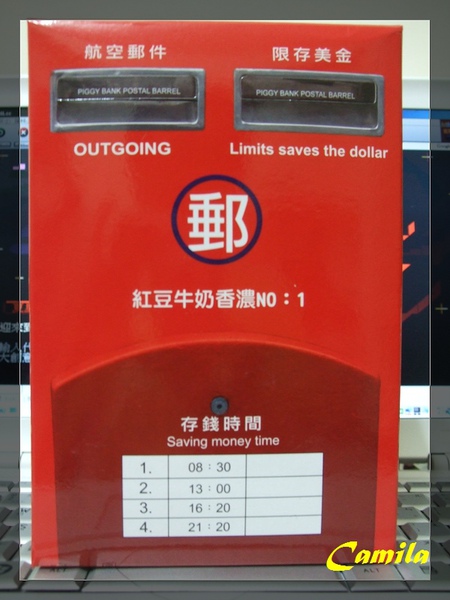 航空郵件
限存美金
PIGGY BANK POSTAL BARREL
PIGGY BANK POSTAL BARREL
OUTGOING
Limits saves the dollar
郵
紅豆牛奶香濃NO：1
存錢時間
Saving money time
1. 08：30
2. 13：00
3. 16：20
4. 21：20
Camila